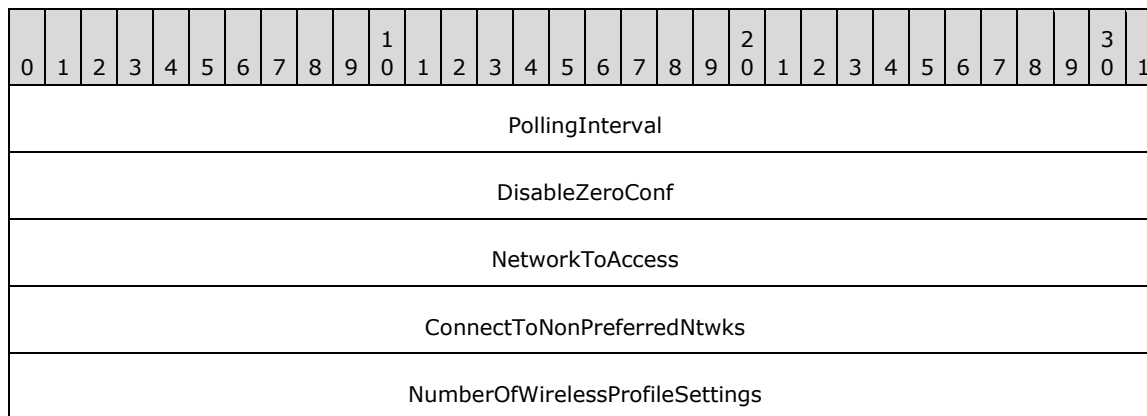 1 2 3
0 1 2 3 4 5 6 7 8 9 0 1 2 3 4 5 6 7 8 9 0 1 2 3 4 5 6 7 8 9 0 1
PollingInterval
DisableZeroConf
NetworkToAccess
ConnectToNonPreferredNtwks
NumberOfWirelessProfileSettings